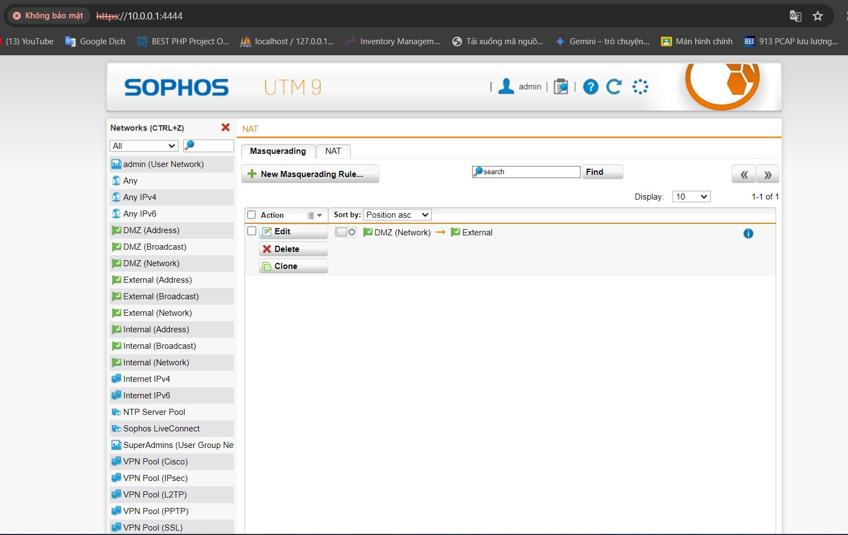 Không bảo mật https://10.0.0.1:4444
(13) YouTube Google Dịch BEST PHP Project O... localhost / 127.0.0.1... Inventory Managem... Tải xuống mã nguồ... Gemini – trò chuyện... Màn hình chính IEEE 913 PCAP lưu lượng...
SOPHOS UTM 9 | admin | ?
Networks (CTRL+Z)
All
admin (User Network)
Any
Any IPv4
Any IPv6
DMZ (Address)
DMZ (Broadcast)
DMZ (Network)
External (Address)
External (Broadcast)
External (Network)
Internal (Address)
Internal (Broadcast)
Internal (Network)
Internet IPv4
Internet IPv6
NTP Server Pool
Sophos LiveConnect
SuperAdmins (User Group Ne
VPN Pool (Cisco)
VPN Pool (IPsec)
VPN Pool (L2TP)
VPN Pool (PPTP)
VPN Pool (SSL)
NAT
Masquerading NAT
+ New Masquerading Rule... search Find « »
Display: 10 1-1 of 1
Action Sort by: Position asc
Edit DMZ (Network) → External i
Delete
Clone